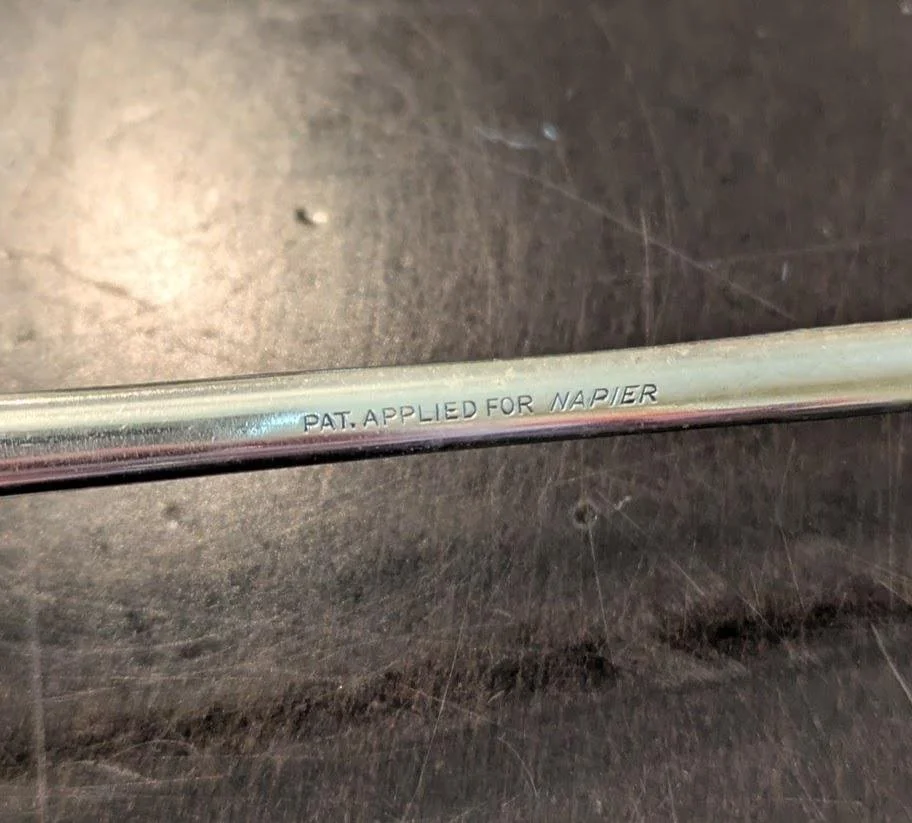 PAT. APPLIED FOR NAPIER